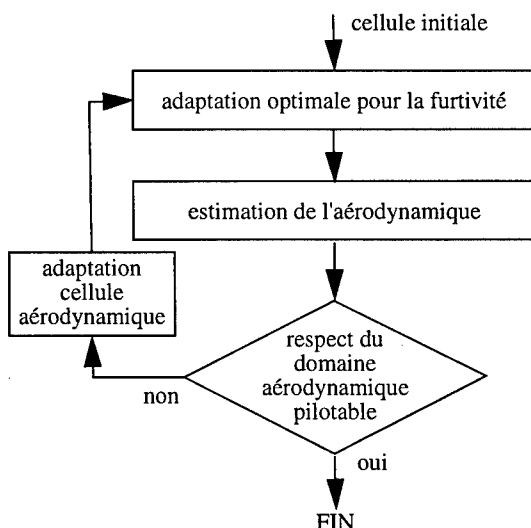 cellule initiale
adaptation optimale pour la furtivité
estimation de l'aérodynamique
adaptation
cellule
aérodynamique
respect du
domaine
aérodynamique
pilotable
non
oui
FIN